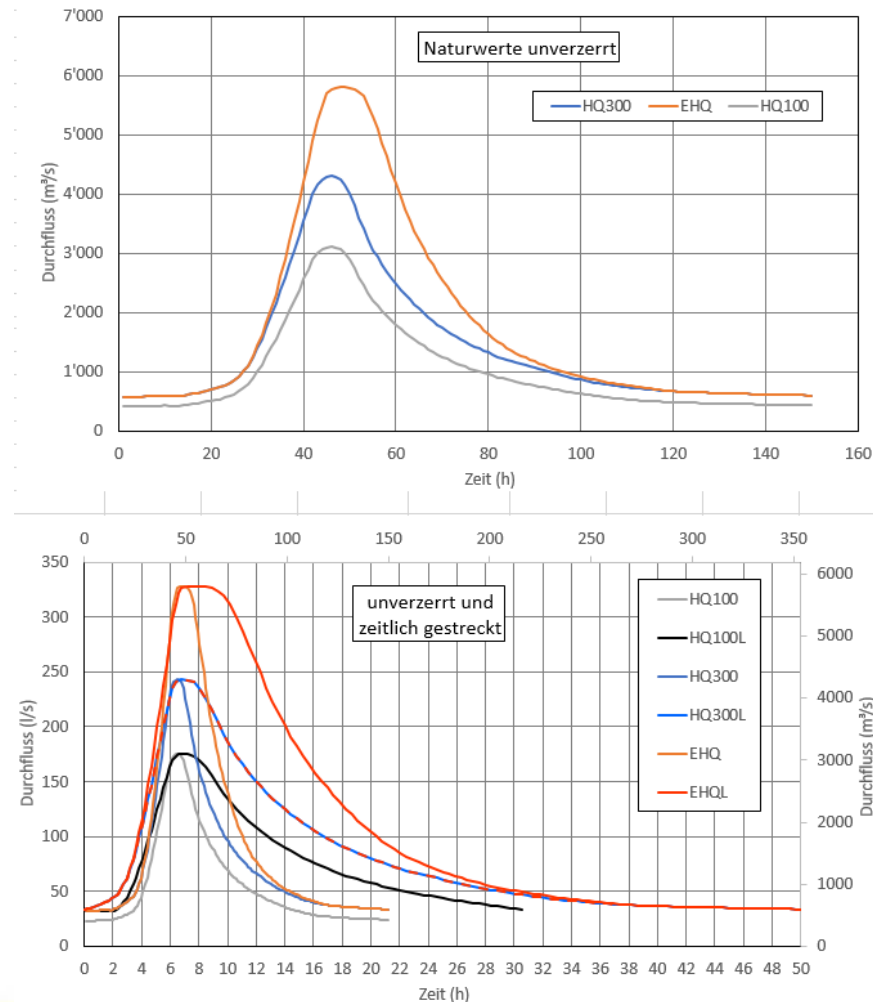 7'000
Naturwerte unverzerrt
6'000
HQ300 EHQ HQ100
5'000
4'000
3'000
2'000
1'000
0
Durchfluss (m³/s)
0 20 40 60 80 100 120 140 160
Zeit (h)
0 50 100 150 200 250 300 350
350
300
250
200
150
100
50
0
Durchfluss (l/s)
unverzerrt und
zeitlich gestreckt
HQ100
HQ100L
HQ300
HQ300L
EHQ
EHQL
6000
5000
4000
3000
2000
1000
0
Durchfluss (m³/s)
0 2 4 6 8 10 12 14 16 18 20 22 24 26 28 30 32 34 36 38 40 42 44 46 48 50
Zeit (h)